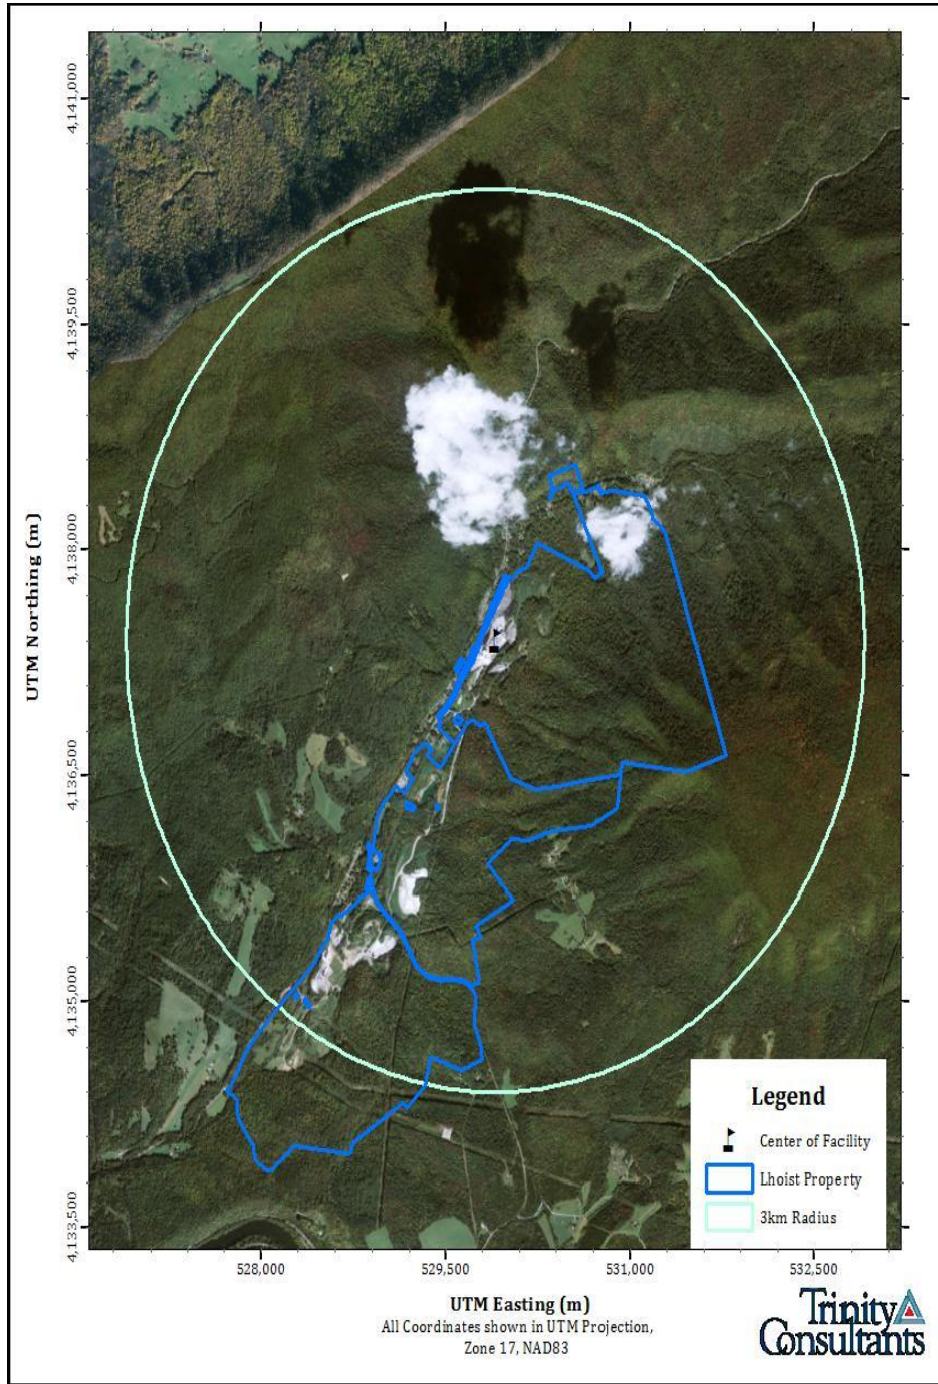 4,141,000
4,139,500
4,138,000
4,136,500
4,135,000
4,133,500
UTM Northing (m)
Legend
Center of Facility
Lhoist Property
3km Radius
528,000
529,500
531,000
532,500
UTM Easting (m)
All Coordinates shown in UTM Projection,
Zone 17, NAD83
Trinity
Consultants